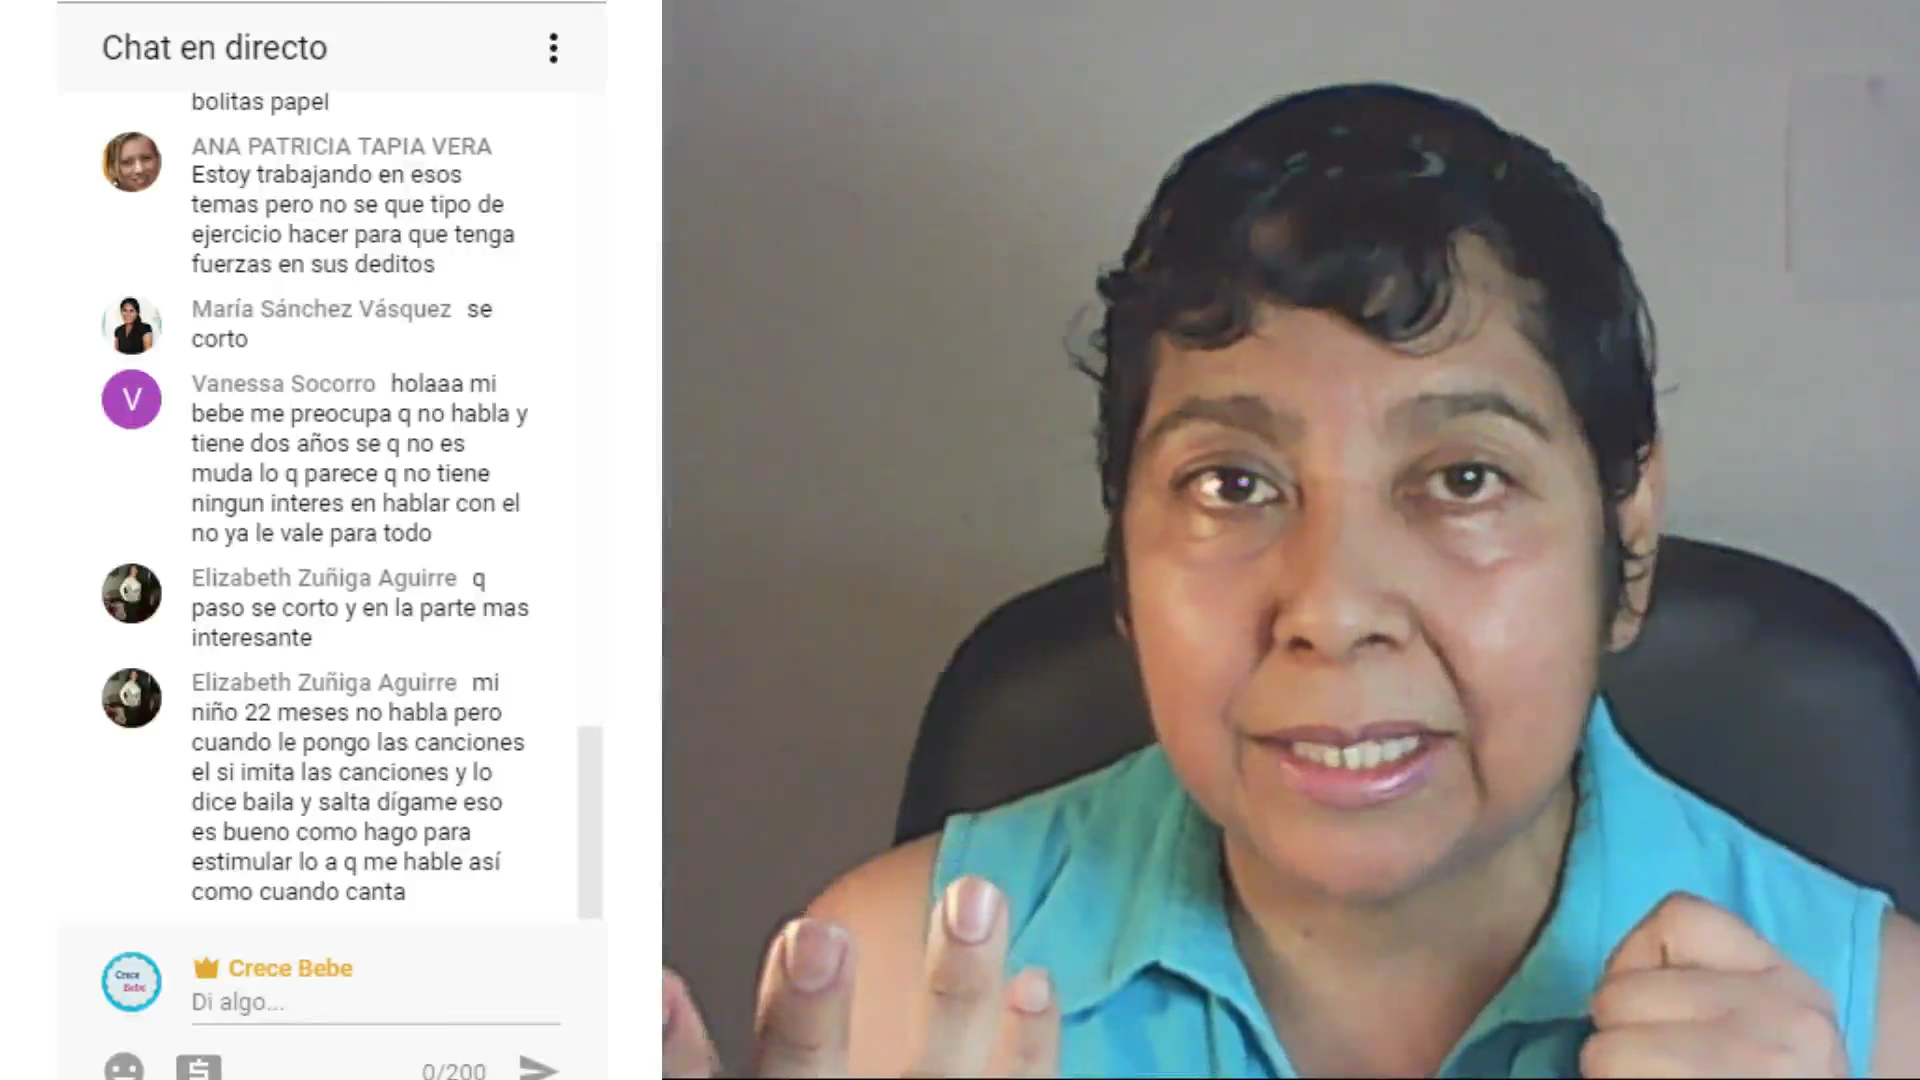 Chat en directo
bolitas papel
ANA PATRICIA TAPIA VERA
Estoy trabajando en esos
temas pero no se que tipo de
ejercicio hacer para que tenga
fuerzas en sus deditos
María Sánchez Vásquez se
corto
V
Vanessa Socorro holaaa mi
bebe me preocupa q no habla y
tiene dos años se q no es
muda lo q parece q no tiene
ningun interes en hablar con el
no ya le vale para todo
Elizabeth Zuñiga Aguirre q
paso se corto y en la parte mas
interesante
Elizabeth Zuñiga Aguirre mi
niño 22 meses no habla pero
cuando le pongo las canciones
el si imita las canciones y lo
dice baila y salta dígame eso
es bueno como hago para
estimular lo a q me hable así
como cuando canta
Crece
Bebe
Crece Bebe
Di algo...
0/200